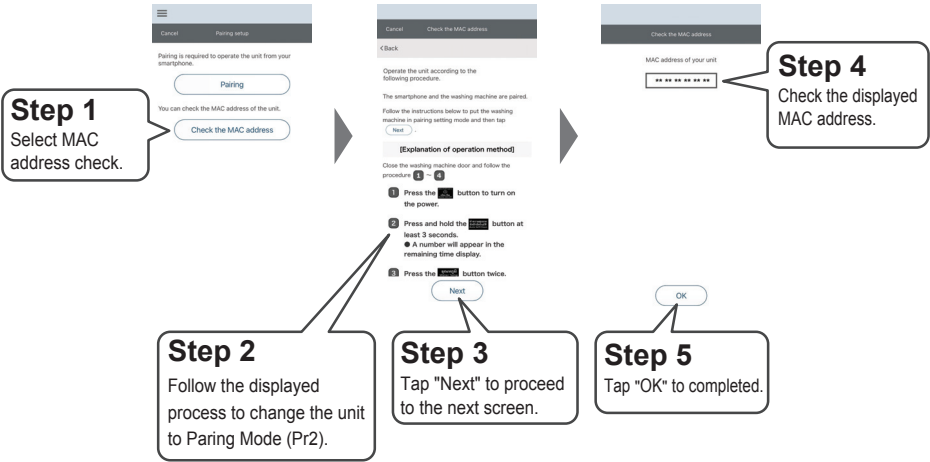 Cancel
Pairing setup
Pairing is required to operate the unit from your
smartphone.
Pairing
You can check the MAC address of the unit.
Check the MAC address
Step 1
Select MAC
address check.
Cancel
Check the MAC address
<Back
Operate the unit according to the
following procedure.
The smartphone and the washing machine are paired.
Follow the instructions below to put the washing
machine in pairing setting mode and then tap
Next .
[Explanation of operation method]
Close the washing machine door and follow the
procedure 1 ~ 4
1 Press the button to turn on
the power.
2 Press and hold the button at
least 3 seconds.
● A number will appear in the
remaining time display.
3 Press the button twice.
Next
Step 2
Follow the displayed
process to change the unit
to Paring Mode (Pr2).
Step 3
Tap "Next" to proceed
to the next screen.
Check the MAC address
MAC address of your unit
** ** ** ** ** **
Step 4
Check the displayed
MAC address.
OK
Step 5
Tap "OK" to completed.